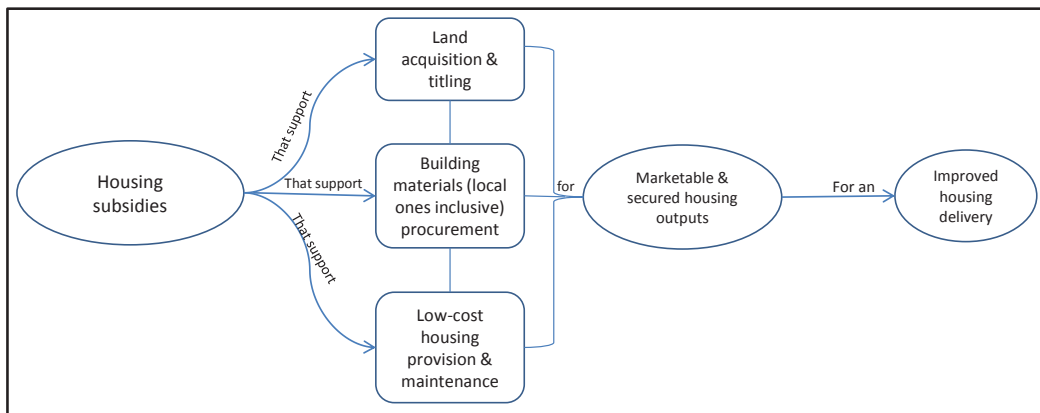 Housing
subsidies
That support
That support
That support
Land
acquisition &
titling
Building
materials (local
ones inclusive)
procurement
Low-cost
housing
provision &
maintenance
for
Marketable &
secured housing
outputs
For an
Improved
housing
delivery